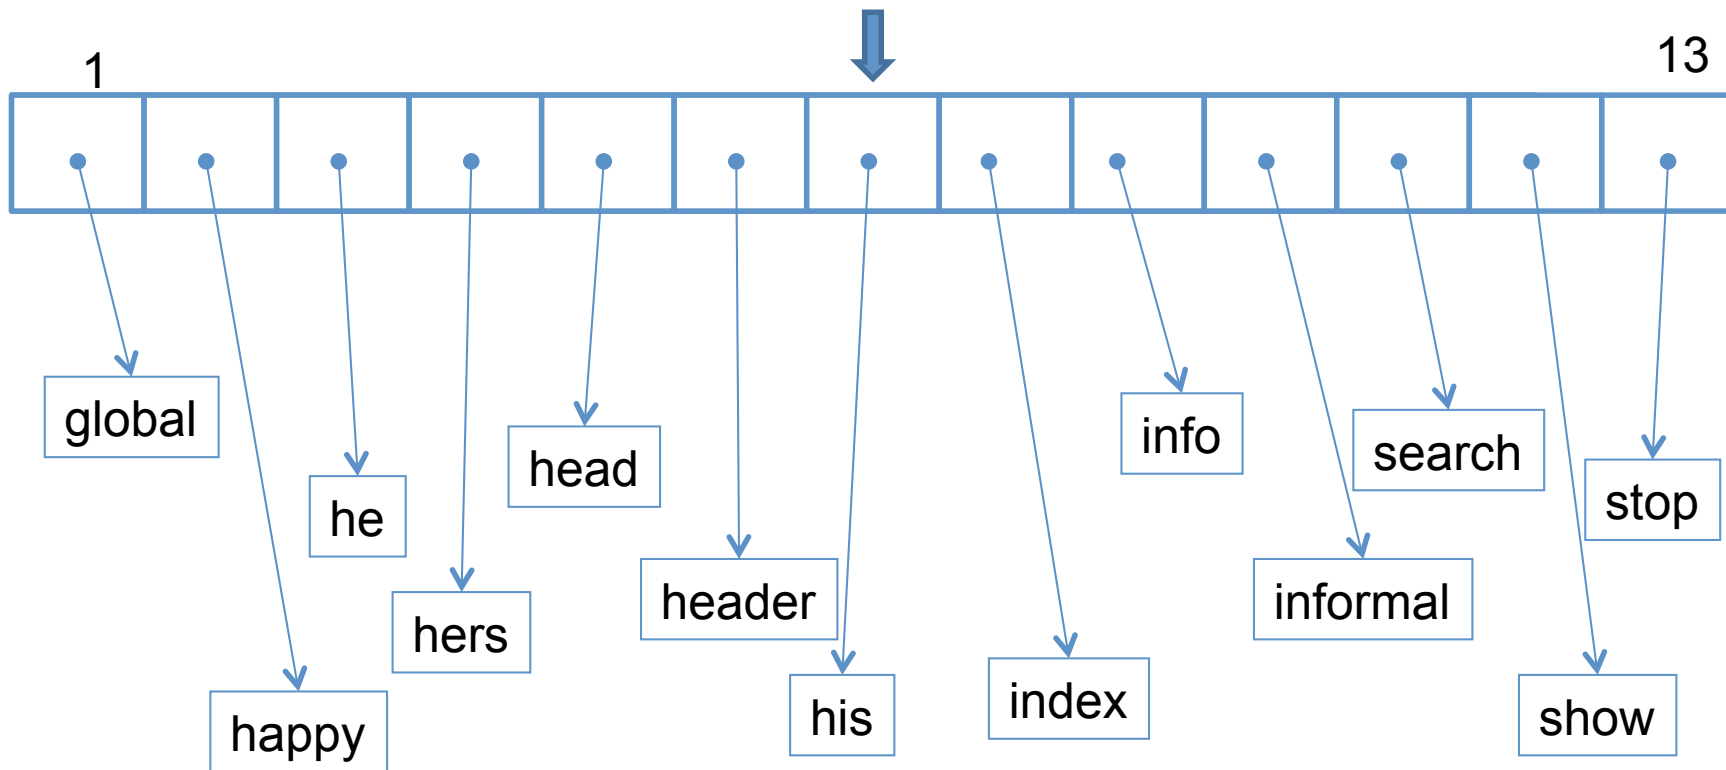 1
13
global
happy
he
hers
head
header
his
index
info
informal
search
show
stop